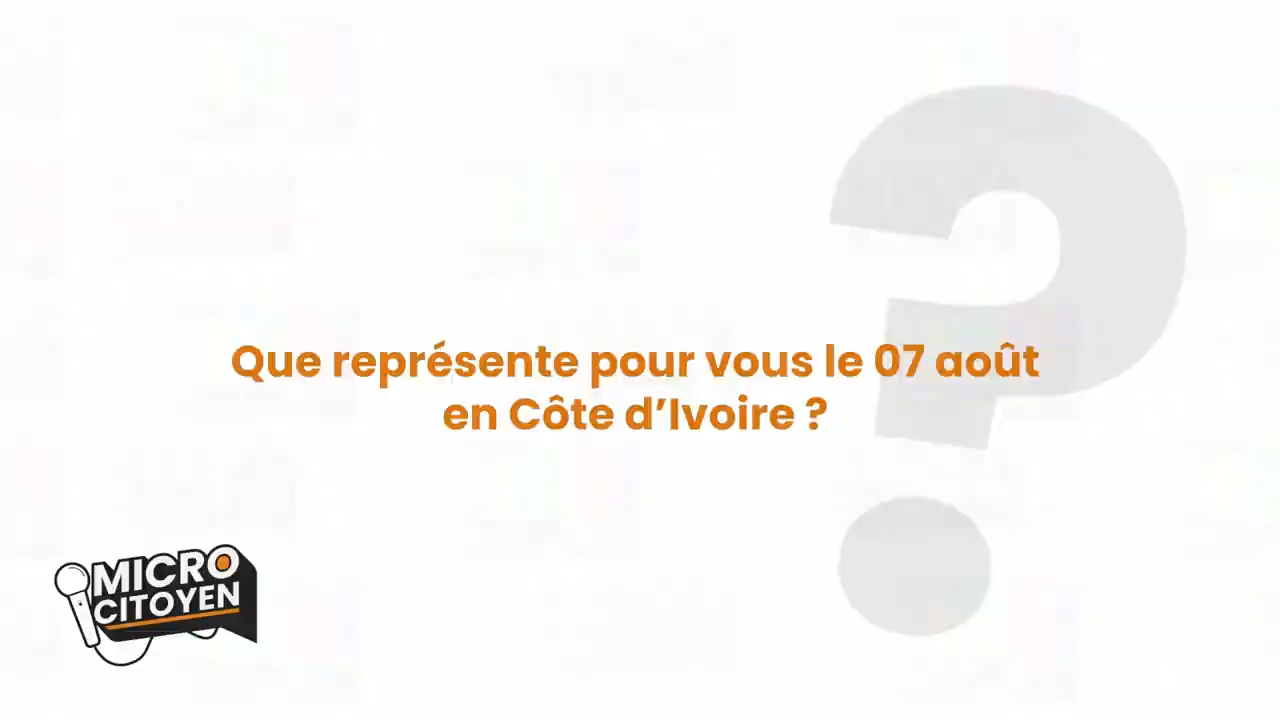 Que représente pour vous le 07 août
en Côte d’Ivoire ?
MICRO
CITOYEN